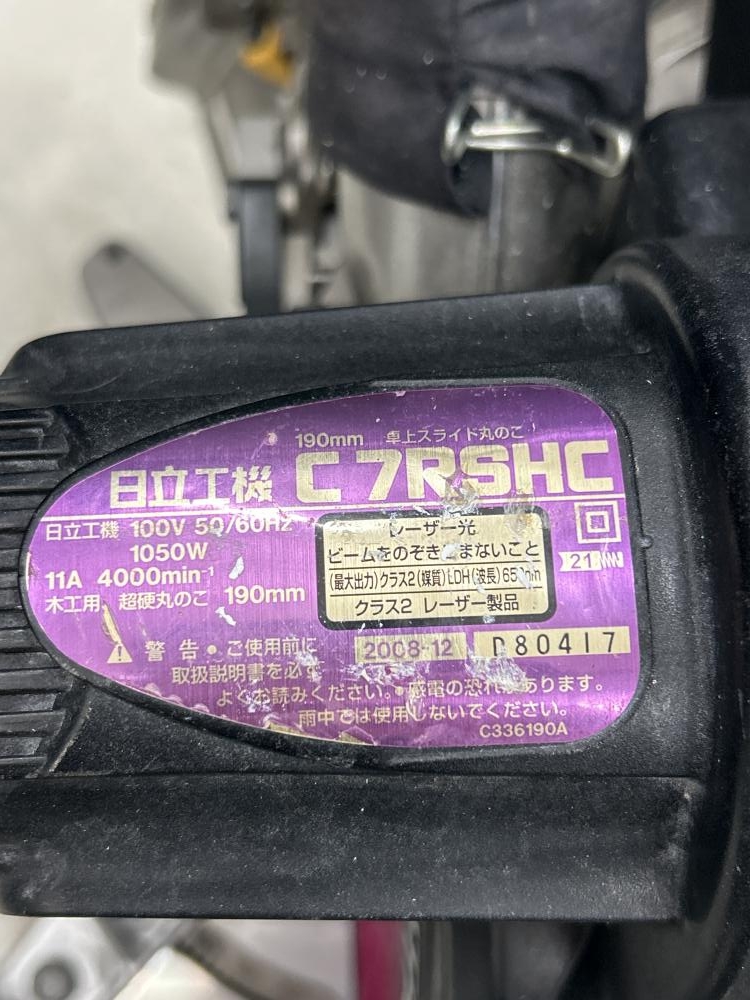 190mm 卓上スライド丸のこ
日立工機 C 7RSHC
日立工機 100V 50/60Hz
1050W
11A 4000min⁻¹
木工用 超硬丸のこ 190mm
レーザー光
ビームをのぞきこまないこと
(最大出力)クラス2(媒質)LDH(波長)650nm
クラス2 レーザー製品
21
2008-12 080417
警告 • ご使用前に
取扱説明書を必ず
よくお読みください。• 感電の恐れがあります。
雨中では使用しないでください。
C336190A